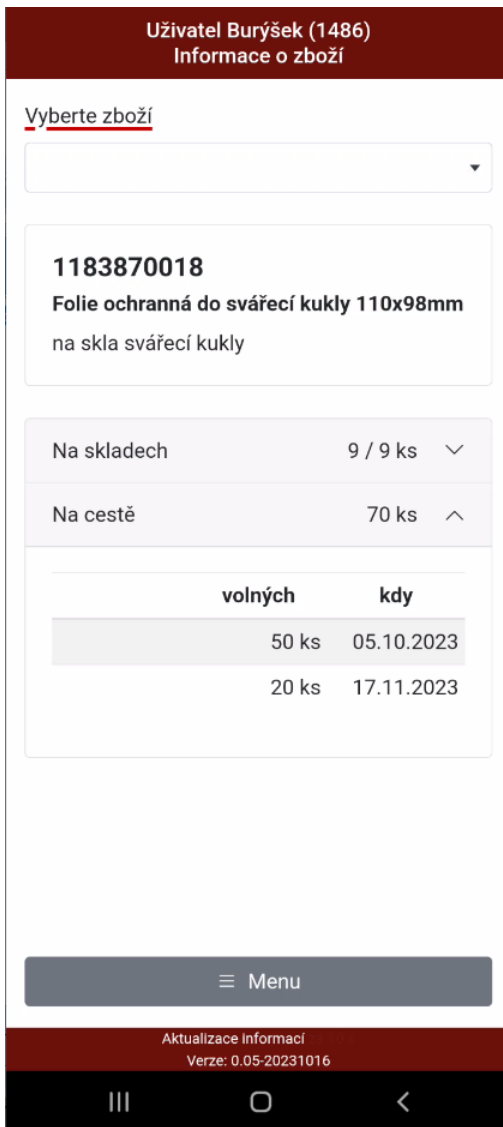 Uživatel Burýšek (1486)
Informace o zboží
Vyberte zboží
1183870018
Folie ochranná do svářecí kukly 110x98mm
na skla svářecí kukly
Na skladech 9 / 9 ks
Na cestě 70 ks
volných kdy
50 ks 05.10.2023
20 ks 17.11.2023
Menu
Aktualizace informací
Verze: 0.05-20231016